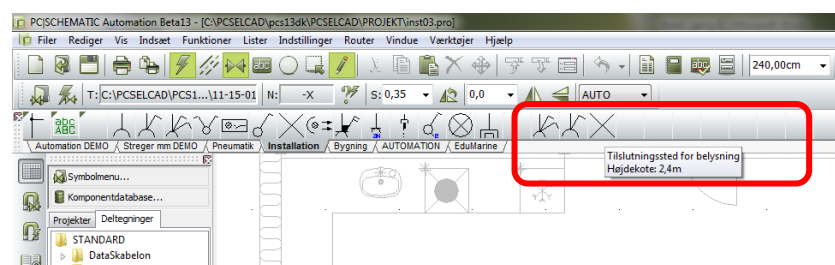 PC|SCHEMATIC Automation Beta13 - [C:\PCSELCAD\pcs13dk\PCSELCAD\PROJEKT\inst03.pro]
Filer Rediger Vis Indsæt Funktioner Lister Indstillinger Router Vindue Værktøjer Hjælp
abc abc 240,00cm
T: C:\PCSELCAD\PCS1...\11-15-01 N: -X S: 0,35 0,0 AUTO
abc
ABC
Automation DEMO Streger mm DEMO Pneumatik Installation Bygning AUTOMATION EduMarine
Tilslutningssted for belysning
Højdekote: 2,4m
Symbolmenu...
Komponentdatabase...
Projekter Deltegninger
STANDARD
DataSkabelon